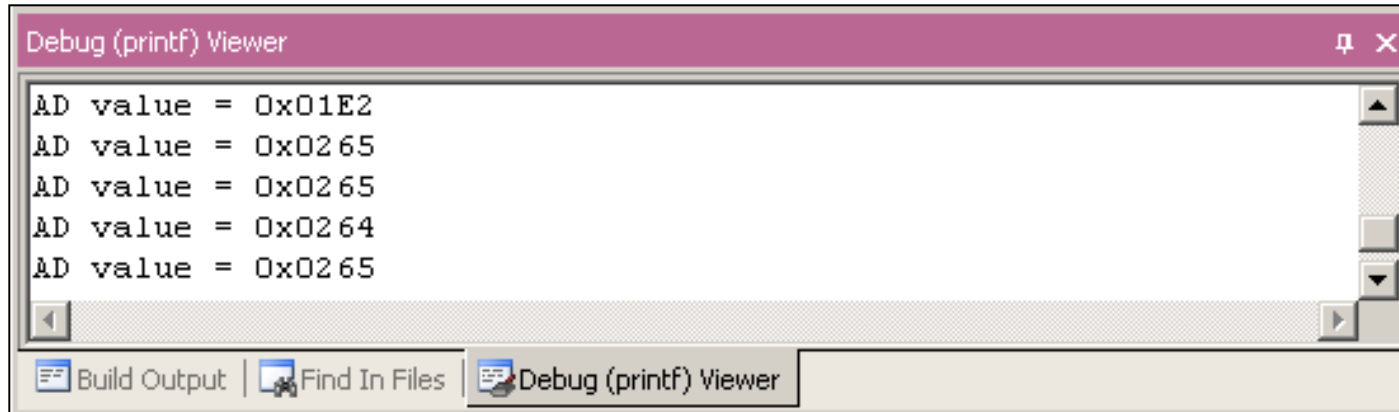 Debug (printf) Viewer
AD value = 0x01E2
AD value = 0x0265
AD value = 0x0265
AD value = 0x0264
AD value = 0x0265
Build Output | Find In Files | Debug (printf) Viewer